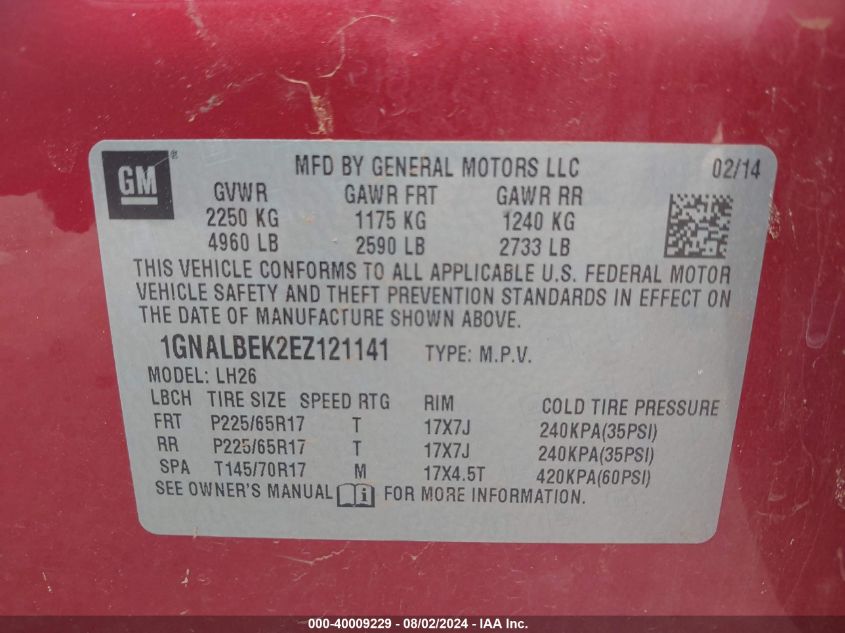 GM ® MFD BY GENERAL MOTORS LLC 02/14
GVWR GAWR FRT GAWR RR
2250 KG 1175 KG 1240 KG
4960 LB 2590 LB 2733 LB
THIS VEHICLE CONFORMS TO ALL APPLICABLE U.S. FEDERAL MOTOR
VEHICLE SAFETY AND THEFT PREVENTION STANDARDS IN EFFECT ON
THE DATE OF MANUFACTURE SHOWN ABOVE.
1GNALBEK2EZ121141 TYPE: M.P.V.
MODEL: LH26
LBCH TIRE SIZE SPEED RTG RIM COLD TIRE PRESSURE
FRT P225/65R17 T 17X7J 240KPA(35PSI)
RR P225/65R17 T 17X7J 240KPA(35PSI)
SPA T145/70R17 M 17X4.5T 420KPA(60PSI)
SEE OWNER'S MANUAL i FOR MORE INFORMATION.
000-40009229 - 08/02/2024 - IAA Inc.